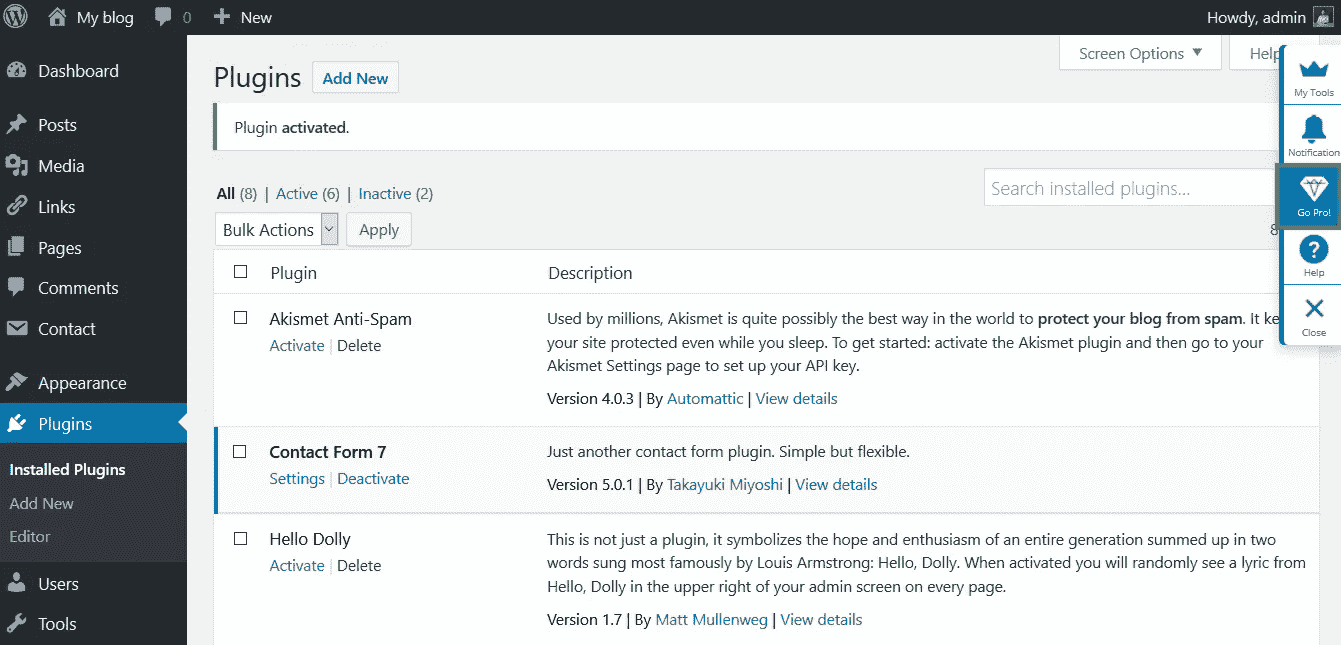 My blog 0 New Howdy, admin
Screen Options ▼ Help
Dashboard
Posts
Media
Links
Pages
Comments
Contact
Appearance
Plugins
Installed Plugins
Add New
Editor
Users
Tools
Plugins Add New
Plugin activated.
All (8) | Active (6) | Inactive (2)
Search installed plugins...
Bulk Actions Apply
8
Plugin Description
Akismet Anti-Spam
Activate | Delete
Used by millions, Akismet is quite possibly the best way in the world to protect your blog from spam. It ke
your site protected even while you sleep. To get started: activate the Akismet plugin and then go to your
Akismet Settings page to set up your API key.
Version 4.0.3 | By Automattic | View details
Contact Form 7
Settings | Deactivate
Just another contact form plugin. Simple but flexible.
Version 5.0.1 | By Takayuki Miyoshi | View details
Hello Dolly
Activate | Delete
This is not just a plugin, it symbolizes the hope and enthusiasm of an entire generation summed up in two
words sung most famously by Louis Armstrong: Hello, Dolly. When activated you will randomly see a lyric from
Hello, Dolly in the upper right of your admin screen on every page.
Version 1.7 | By Matt Mullenweg | View details
My Tools
Notification
Go Pro!
?
Help
Close